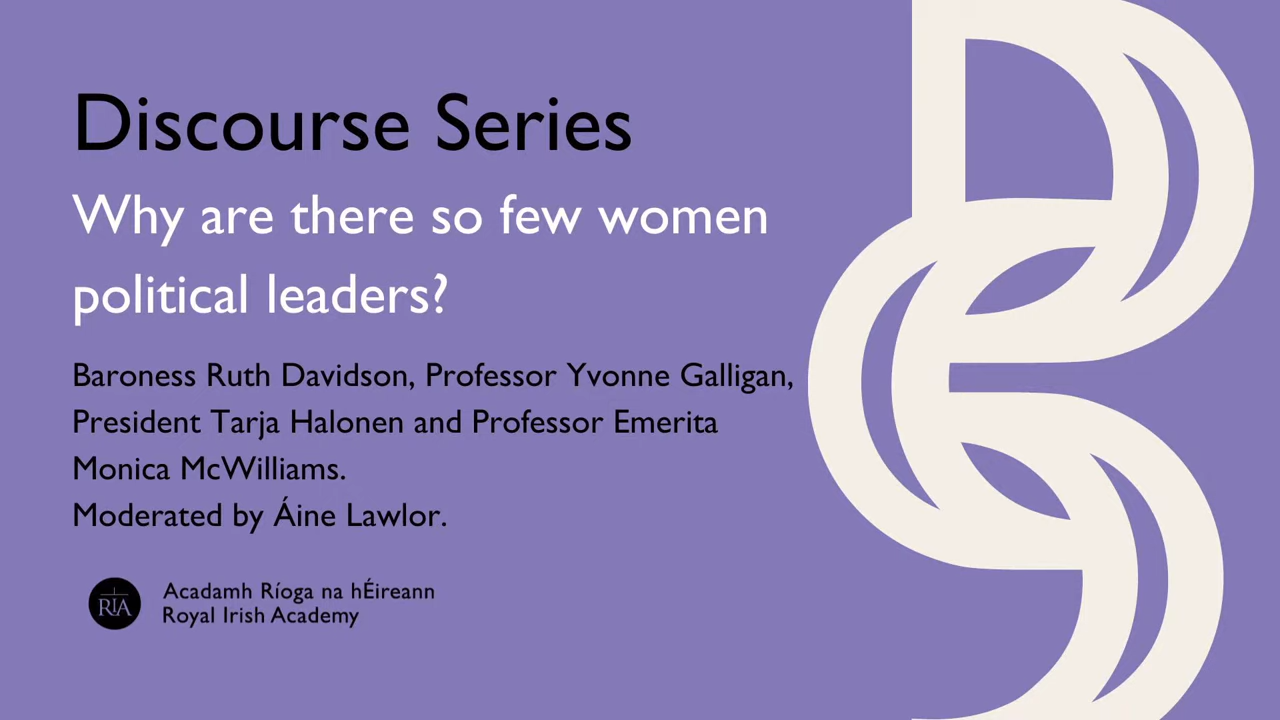 Discourse Series
Why are there so few women
political leaders?
Baroness Ruth Davidson, Professor Yvonne Galligan,
President Tarja Halonen and Professor Emerita
Monica McWilliams.
Moderated by Áine Lawlor.
RIA
Acadamh Ríoga na hÉireann
Royal Irish Academy